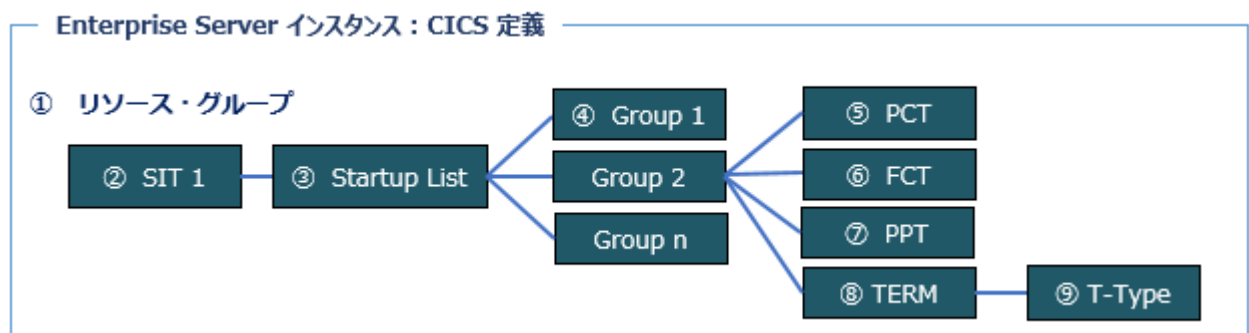 Enterprise Server インスタンス：CICS 定義
① リソース・グループ
② SIT 1
③ Startup List
④ Group 1
Group 2
Group n
⑤ PCT
⑥ FCT
⑦ PPT
⑧ TERM
⑨ T-Type